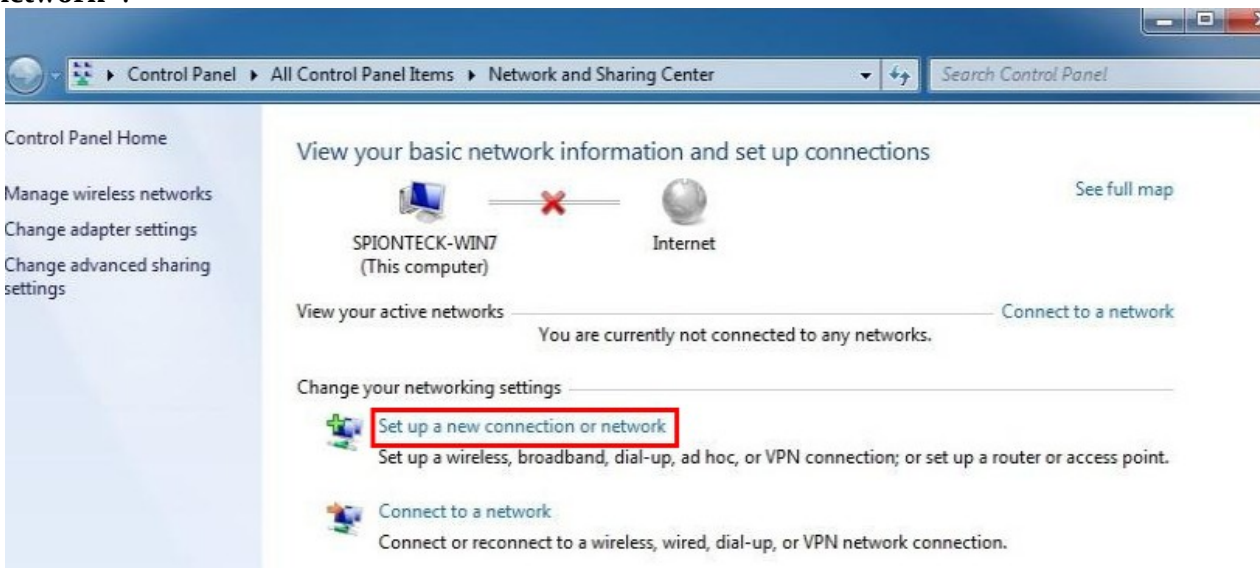 Control Panel ▸ All Control Panel Items ▸ Network and Sharing Center
Search Control Panel
Control Panel Home
Manage wireless networks
Change adapter settings
Change advanced sharing
settings
View your basic network information and set up connections
See full map
SPIONTECK-WIN7
(This computer)
Internet
View your active networks
Connect to a network
You are currently not connected to any networks.
Change your networking settings
Set up a new connection or network
Set up a wireless, broadband, dial-up, ad hoc, or VPN connection; or set up a router or access point.
Connect to a network
Connect or reconnect to a wireless, wired, dial-up, or VPN network connection.